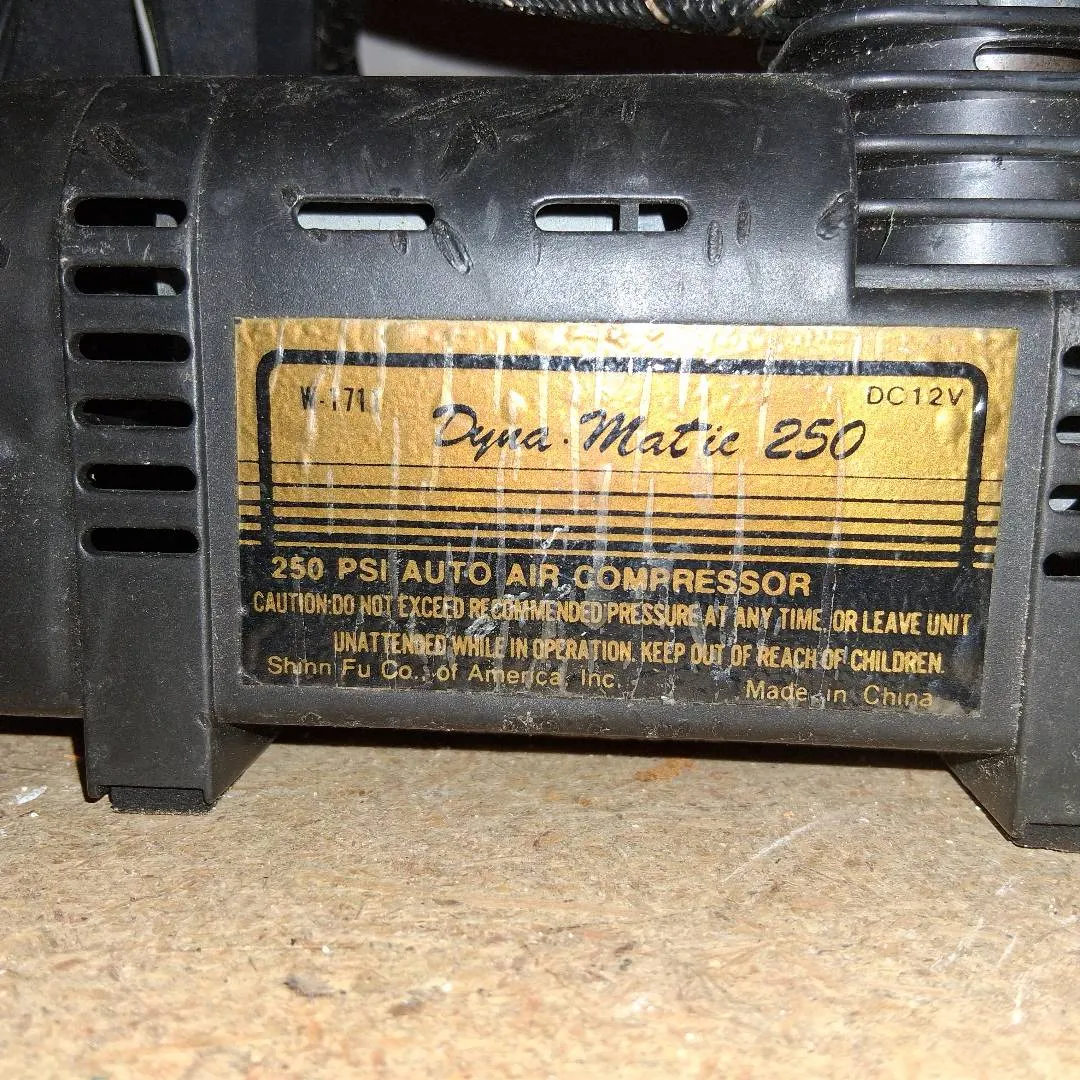 DC12V
Dyna-Matic 250
250 PSI AUTO AIR COMPRESSOR
CAUTION:DO NOT EXCEED RECOMMENDED PRESSURE AT ANY TIME, OR LEAVE UNIT
UNATTENDED WHILE IN OPERATION. KEEP OUT OF REACH OF CHILDREN.
Shinn Fu Co., of America, Inc.
Made in China